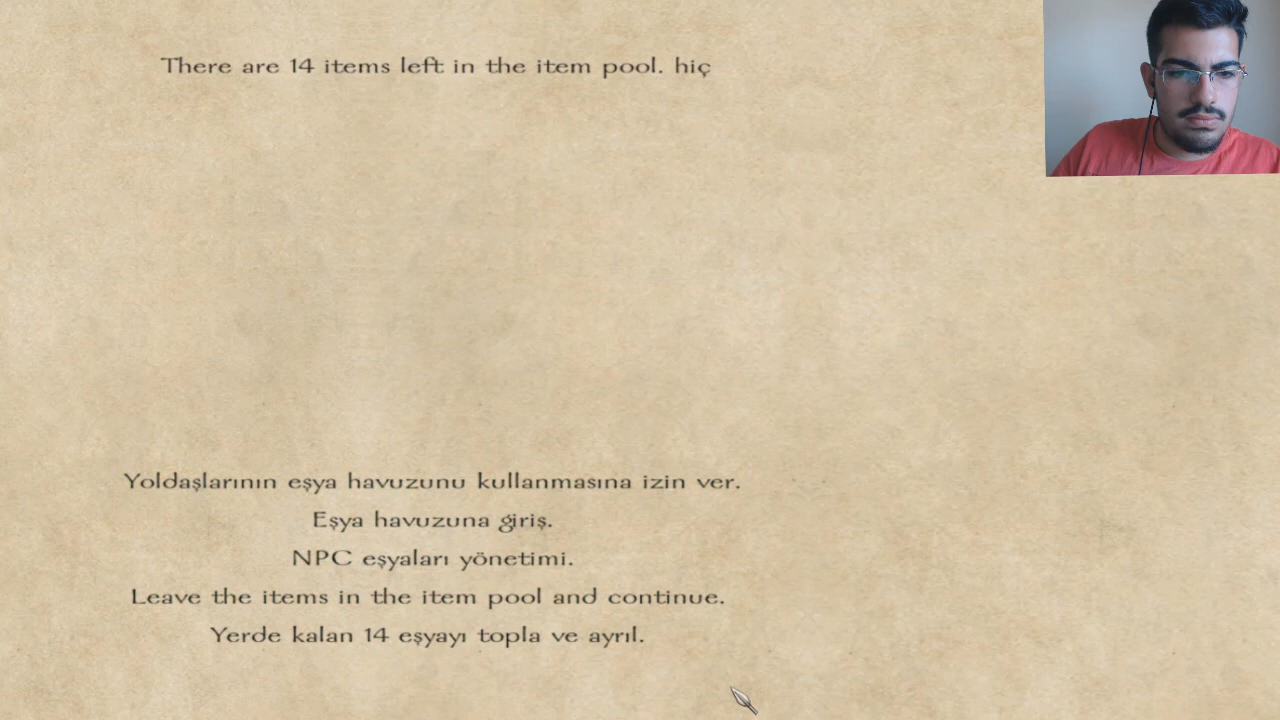 There are 14 items left in the item pool. hiç
Yoldaşlarının eşya havuzunu kullanmasına izin ver.
Eşya havuzuna giriş.
NPC eşyaları yönetimi.
Leave the items in the item pool and continue.
Yerde kalan 14 eşyayı topla ve ayrıl.